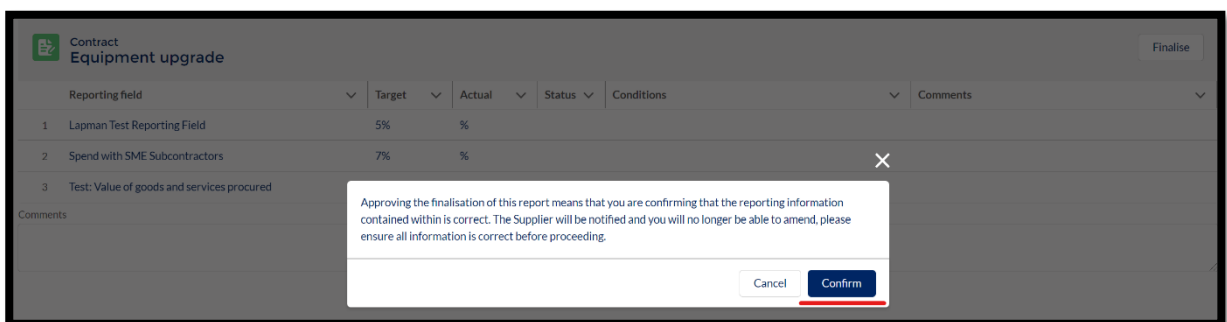 Contract
Equipment upgrade
Finalise
Reporting field Target Actual Status Conditions Comments
1 Lapman Test Reporting Field 5% %
2 Spend with SME Subcontractors 7% %
3 Test: Value of goods and services procured
Comments
Approving the finalisation of this report means that you are confirming that the reporting information
contained within is correct. The Supplier will be notified and you will no longer be able to amend, please
ensure all information is correct before proceeding.
Cancel Confirm